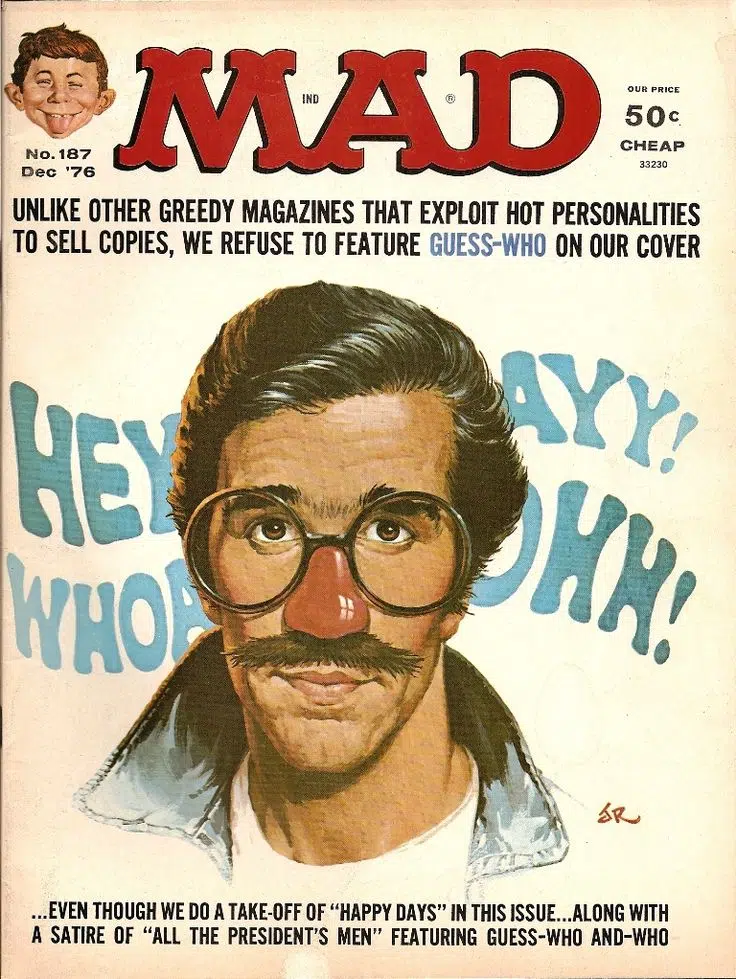 MAD
IND
®
No. 187
Dec '76
OUR PRICE
50c
CHEAP
33230
UNLIKE OTHER GREEDY MAGAZINES THAT EXPLOIT HOT PERSONALITIES
TO SELL COPIES, WE REFUSE TO FEATURE GUESS-WHO ON OUR COVER
HEY AYY!
WHOA OHH!
SR
...EVEN THOUGH WE DO A TAKE-OFF OF "HAPPY DAYS" IN THIS ISSUE...ALONG WITH
A SATIRE OF "ALL THE PRESIDENT'S MEN" FEATURING GUESS-WHO AND-WHO